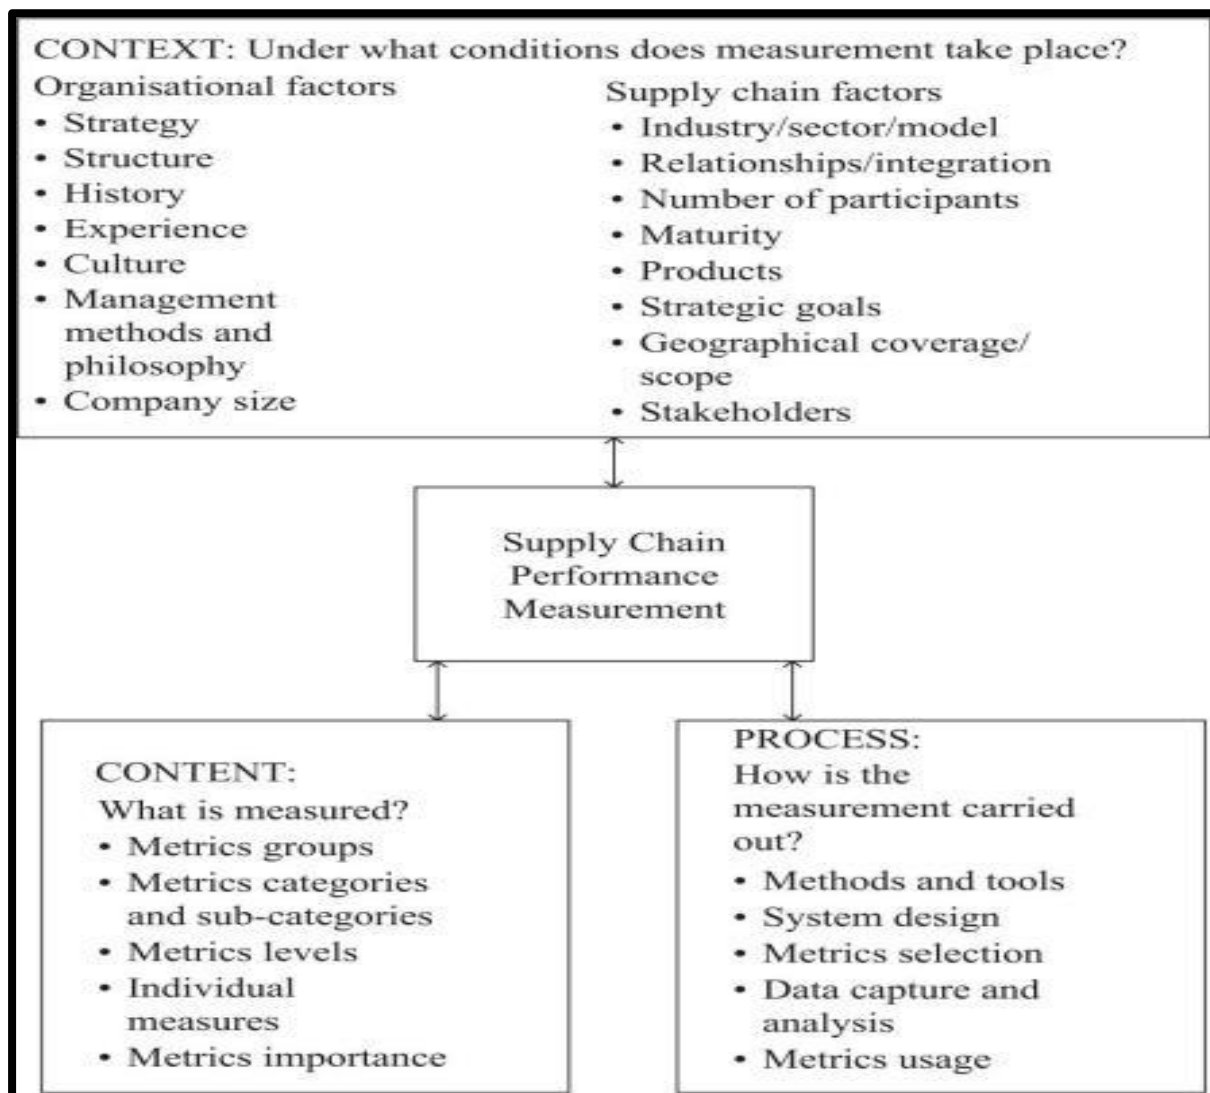 CONTEXT: Under what conditions does measurement take place?
Organisational factors
• Strategy
• Structure
• History
• Experience
• Culture
• Management
methods and
philosophy
• Company size
Supply chain factors
• Industry/sector/model
• Relationships/integration
• Number of participants
• Maturity
• Products
• Strategic goals
• Geographical coverage/
scope
• Stakeholders
Supply Chain
Performance
Measurement
CONTENT:
What is measured?
• Metrics groups
• Metrics categories
and sub-categories
• Metrics levels
• Individual
measures
• Metrics importance
PROCESS:
How is the
measurement carried
out?
• Methods and tools
• System design
• Metrics selection
• Data capture and
analysis
• Metrics usage